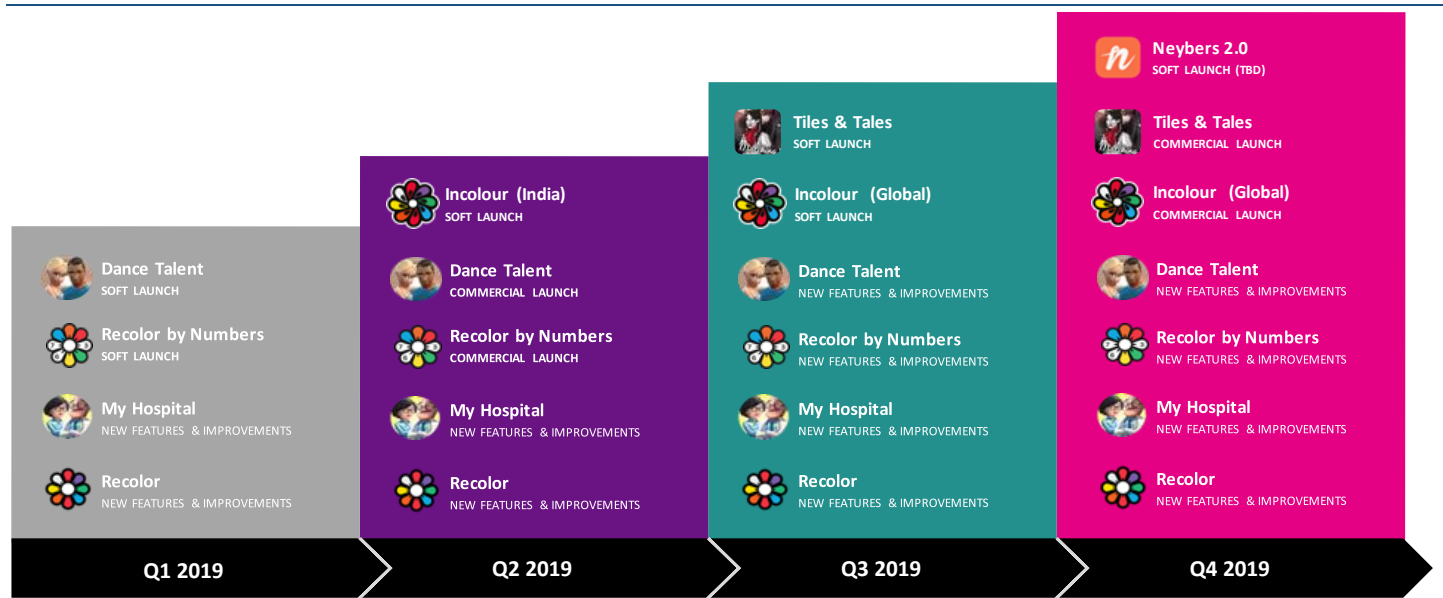 Dance Talent
SOFT LAUNCH
Recolor by Numbers
SOFT LAUNCH
My Hospital
NEW FEATURES & IMPROVEMENTS
Recolor
NEW FEATURES & IMPROVEMENTS
Q1 2019
Incolour (India)
SOFT LAUNCH
Dance Talent
COMMERCIAL LAUNCH
Recolor by Numbers
COMMERCIAL LAUNCH
My Hospital
NEW FEATURES & IMPROVEMENTS
Recolor
NEW FEATURES & IMPROVEMENTS
Q2 2019
Tiles & Tales
SOFT LAUNCH
Incolour (Global)
SOFT LAUNCH
Dance Talent
NEW FEATURES & IMPROVEMENTS
Recolor by Numbers
NEW FEATURES & IMPROVEMENTS
My Hospital
NEW FEATURES & IMPROVEMENTS
Recolor
NEW FEATURES & IMPROVEMENTS
Q3 2019
n
Neybers 2.0
SOFT LAUNCH (TBD)
Tiles & Tales
COMMERCIAL LAUNCH
Incolour (Global)
COMMERCIAL LAUNCH
Dance Talent
NEW FEATURES & IMPROVEMENTS
Recolor by Numbers
NEW FEATURES & IMPROVEMENTS
My Hospital
NEW FEATURES & IMPROVEMENTS
Recolor
NEW FEATURES & IMPROVEMENTS
Q4 2019